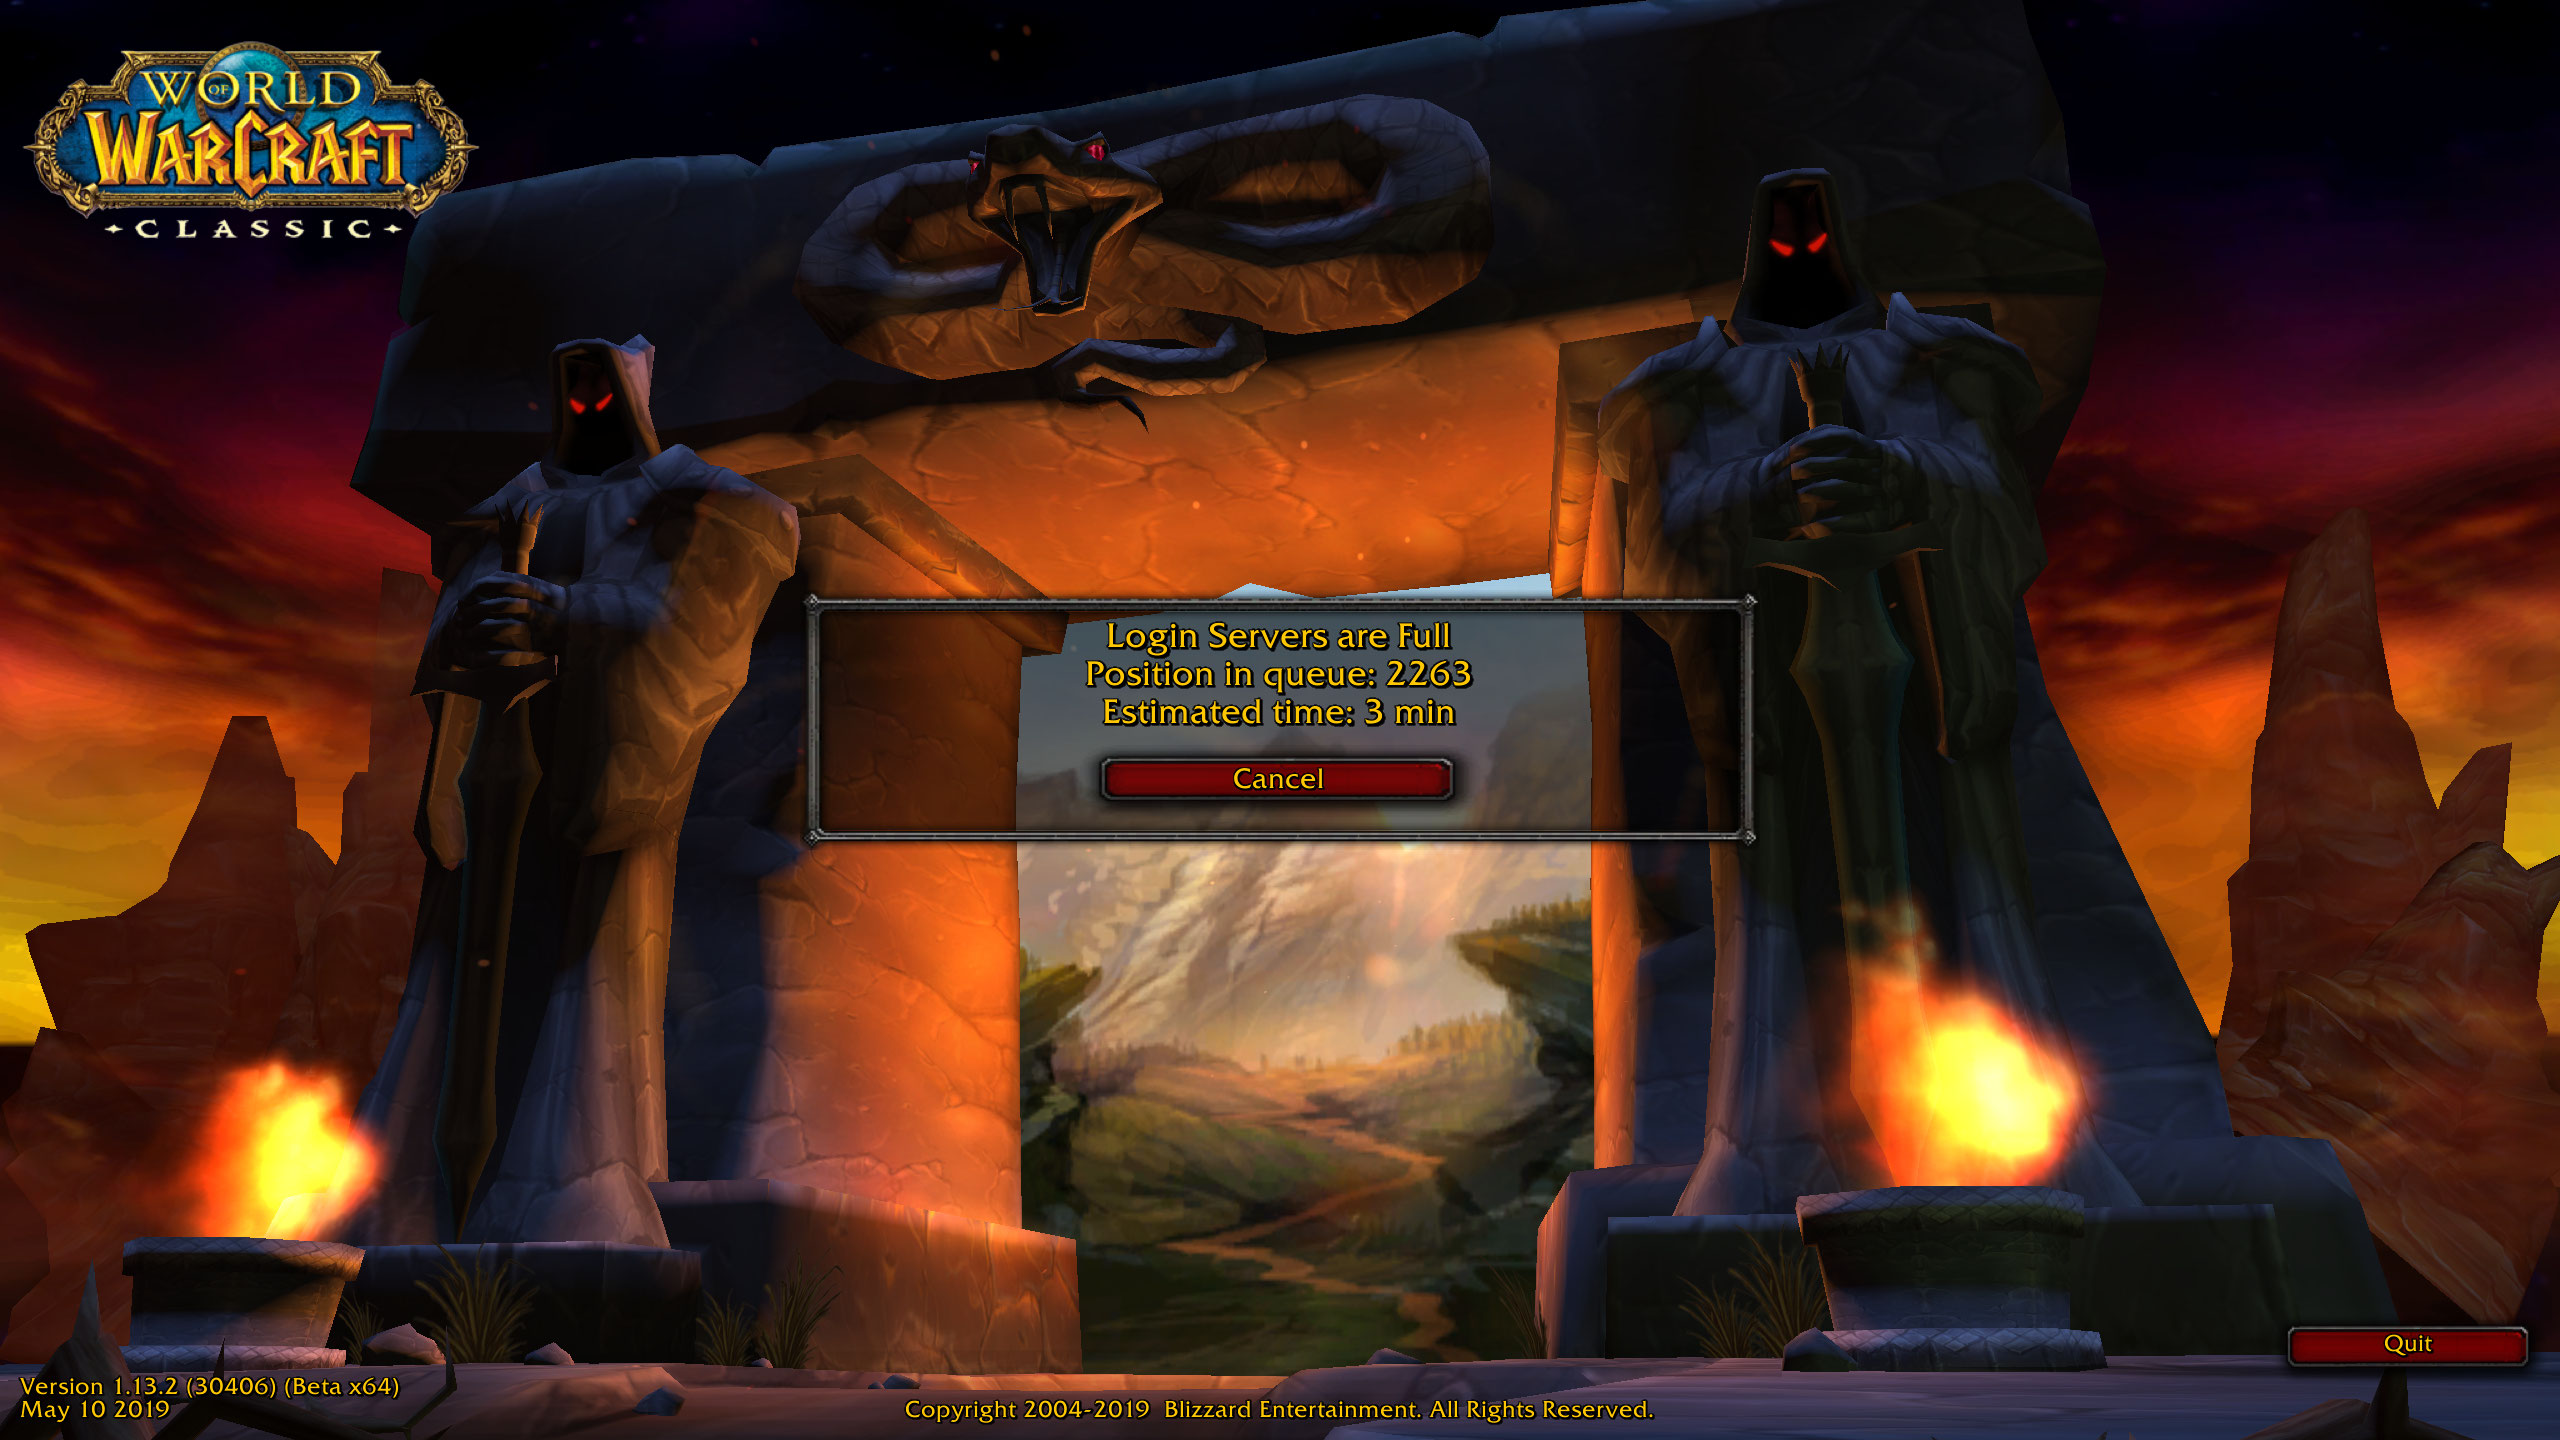 WORLD OF
WARCRAFT
CLASSIC
Login Servers are Full
Position in queue: 2263
Estimated time: 3 min
Cancel
Quit
Version 1.13.2 (30406) (Beta x64)
May 10 2019
Copyright 2004-2019 Blizzard Entertainment. All Rights Reserved.